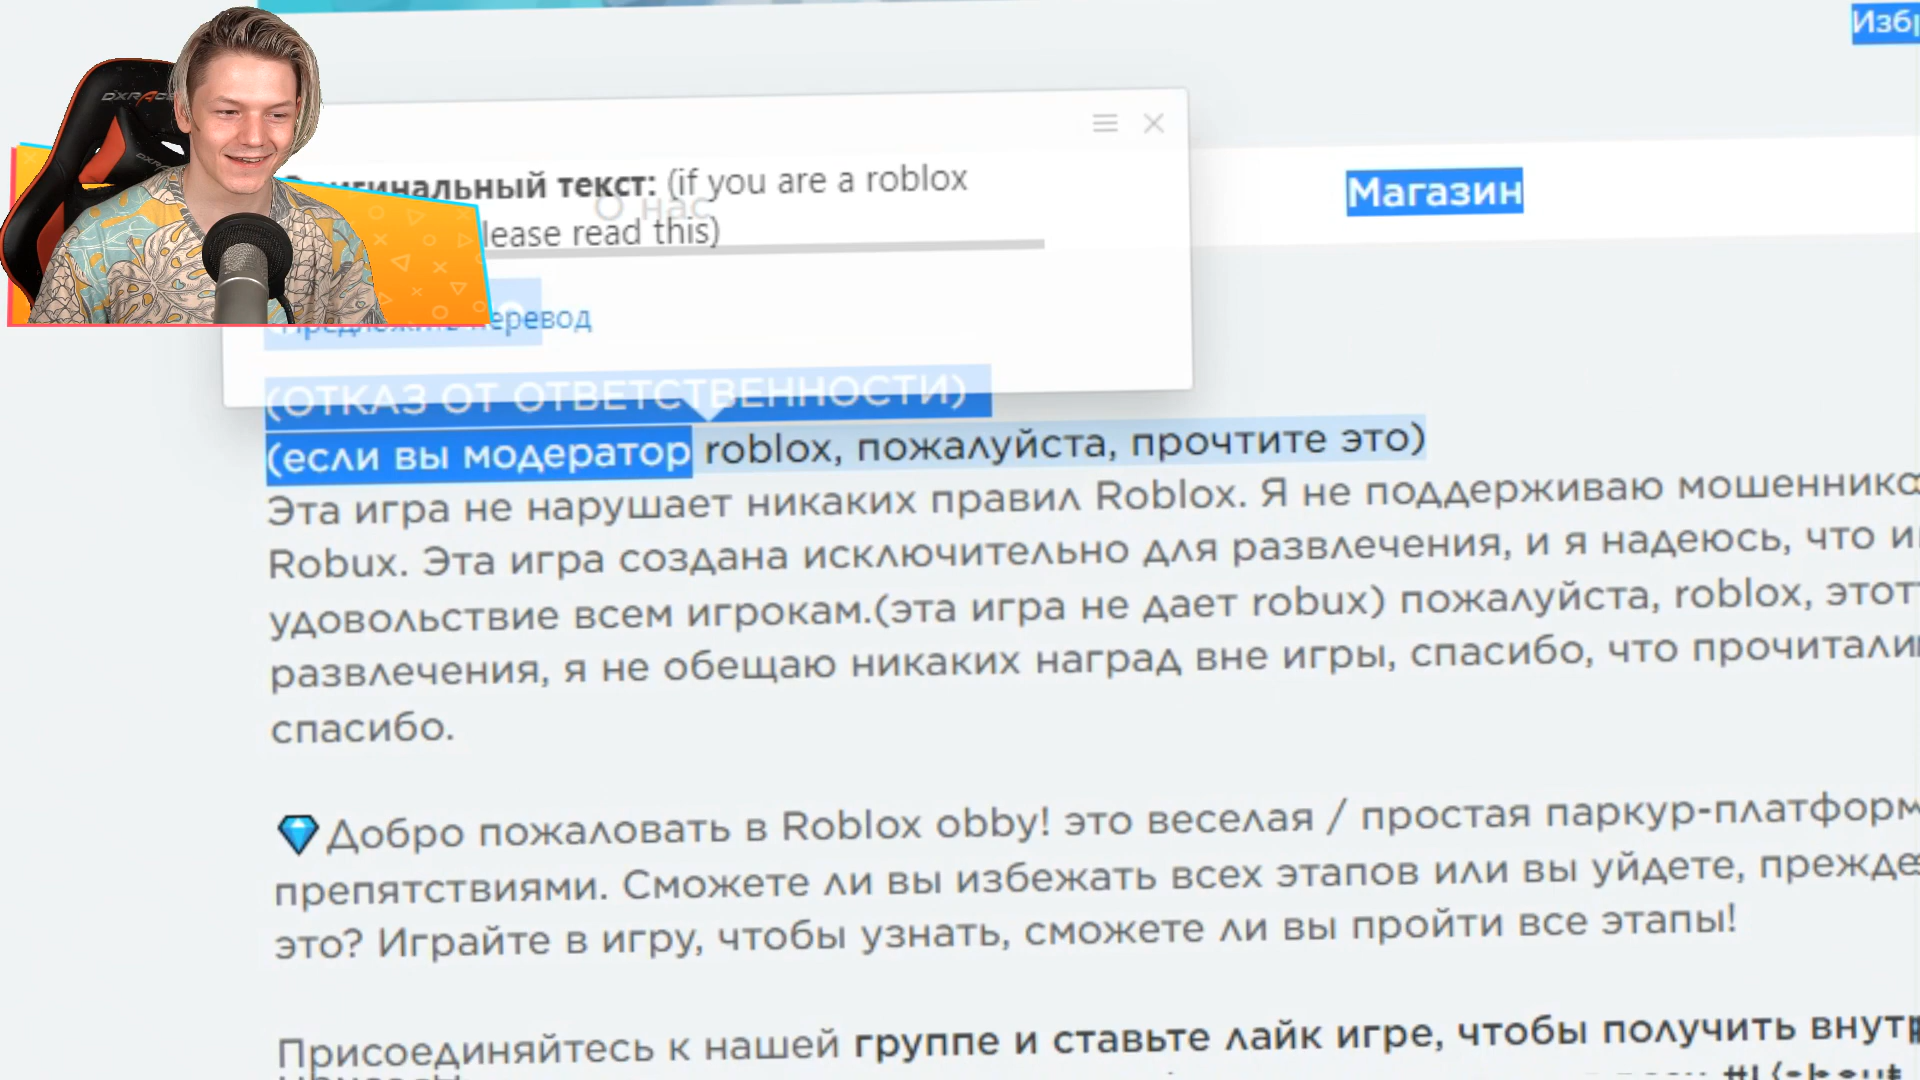 Изб
DXRACER
Оригинальный текст: (if you are a roblox
lease read this)
О нас
Магазин
Предложить перевод
(ОТКАЗ ОТ ОТВЕТСТВЕННОСТИ)
(если вы модератор roblox, пожалуйста, прочтите это)
Эта игра не нарушает никаких правил Roblox. Я не поддерживаю мошеннико
Robux. Эта игра создана исключительно для развлечения, и я надеюсь, что и
удовольствие всем игрокам.(эта игра не дает robux) пожалуйста, roblox, этот
развлечения, я не обещаю никаких наград вне игры, спасибо, что прочитали
спасибо.
💎Добро пожаловать в Roblox obby! это веселая / простая паркур-платформ
препятствиями. Сможете ли вы избежать всех этапов или вы уйдете, прежде
это? Играйте в игру, чтобы узнать, сможете ли вы пройти все этапы!
Присоединяйтесь к нашей группе и ставьте лайк игре, чтобы получить внут